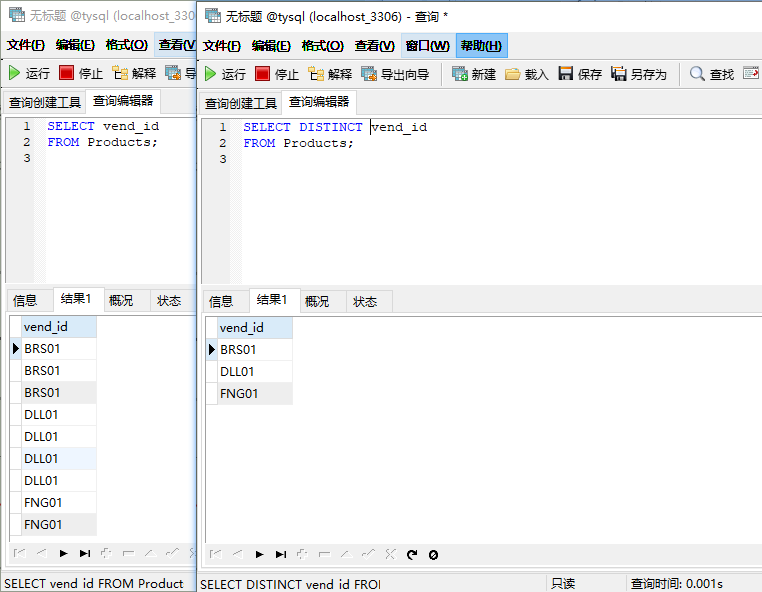 无标题 @tysql (localhost_330
文件(F) 编辑(E) 格式(O) 查看(V
运行 停止 解释 导
查询创建工具 查询编辑器
1 SELECT vend_id
2 FROM Products;
3
信息 结果1 概况 状态
vend_id
BRS01
BRS01
BRS01
DLL01
DLL01
DLL01
DLL01
FNG01
FNG01
SELECT vend_id FROM Product
无标题 @tysql (localhost_3306) - 查询 *
文件(F) 编辑(E) 格式(O) 查看(V) 窗口(W) 帮助(H)
运行 停止 解释 导出向导 新建 载入 保存 另存为 查找
查询创建工具 查询编辑器
1 SELECT DISTINCT vend_id
2 FROM Products;
3
信息 结果1 概况 状态
vend_id
BRS01
DLL01
FNG01
SELECT DISTINCT vend_id FROI 只读 查询时间: 0.001s